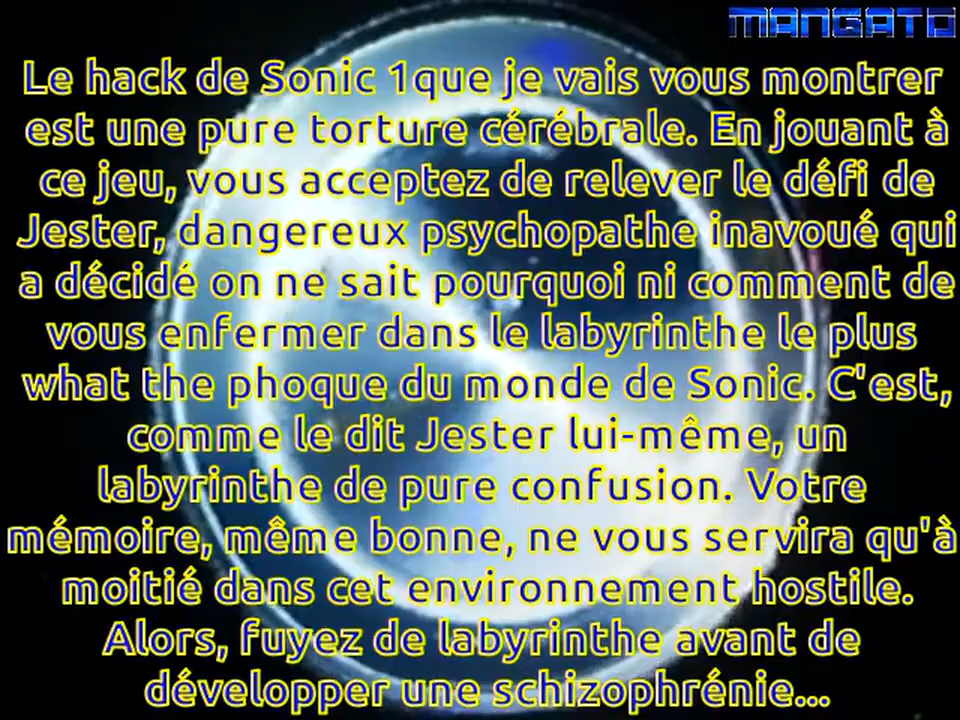 MANGATO
Le hack de Sonic 1que je vais vous montrer
est une pure torture cérébrale. En jouant à
ce jeu, vous acceptez de relever le défi de
Jester, dangereux psychopathe inavoué qui
a décidé on ne sait pourquoi ni comment de
vous enfermer dans le labyrinthe le plus
what the phoque du monde de Sonic. C'est,
comme le dit Jester lui-même, un
labyrinthe de pure confusion. Votre
mémoire, même bonne, ne vous servira qu'à
moitié dans cet environnement hostile.
Alors, fuyez de labyrinthe avant de
développer une schizophrénie...